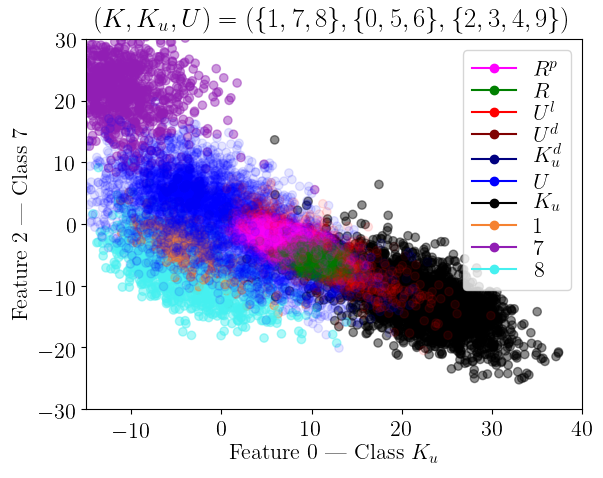 (K, K_u, U) = ({1, 7, 8}, {0, 5, 6}, {2, 3, 4, 9})
30
20
10
0
−10
−20
−30
Feature 2 — Class 7
R^p
R
U^l
U^d
K_u^d
U
K_u
1
7
8
−10
0
10
20
30
40
Feature 0 — Class K_u